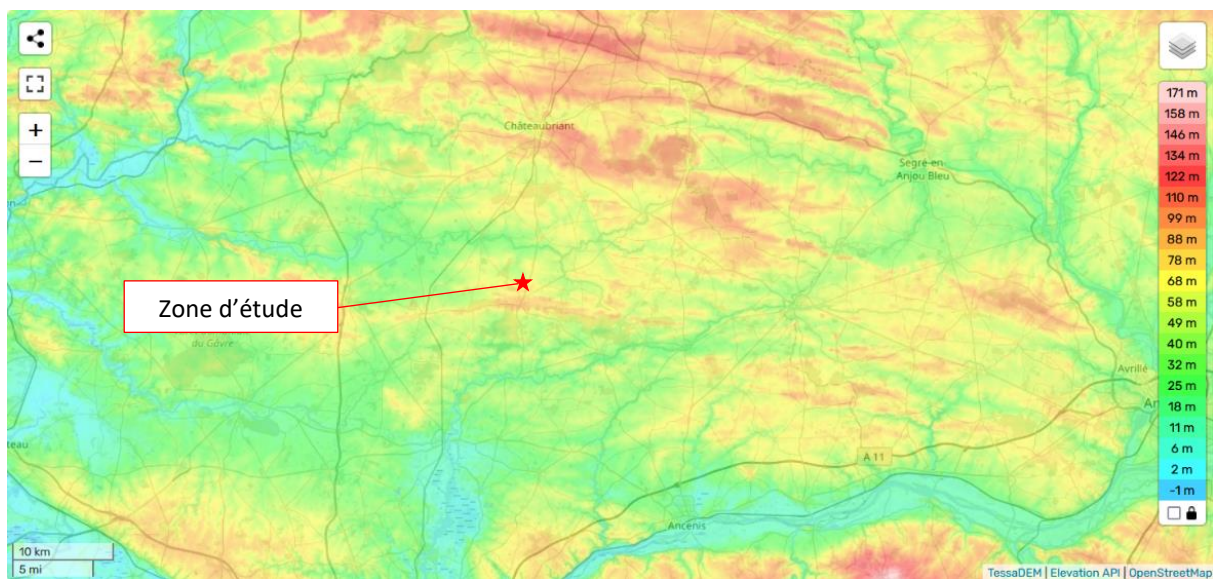 +
−
Châteaubriant
Segré-en
Anjou Bleu
Zone d'étude
du Gâvre
Avrillé
A 11
Ancenis
171 m
158 m
146 m
134 m
122 m
110 m
99 m
88 m
78 m
68 m
58 m
49 m
40 m
32 m
25 m
18 m
11 m
6 m
2 m
-1 m
10 km
5 mi
TessaDEM | Elevation API | OpenStreetMap